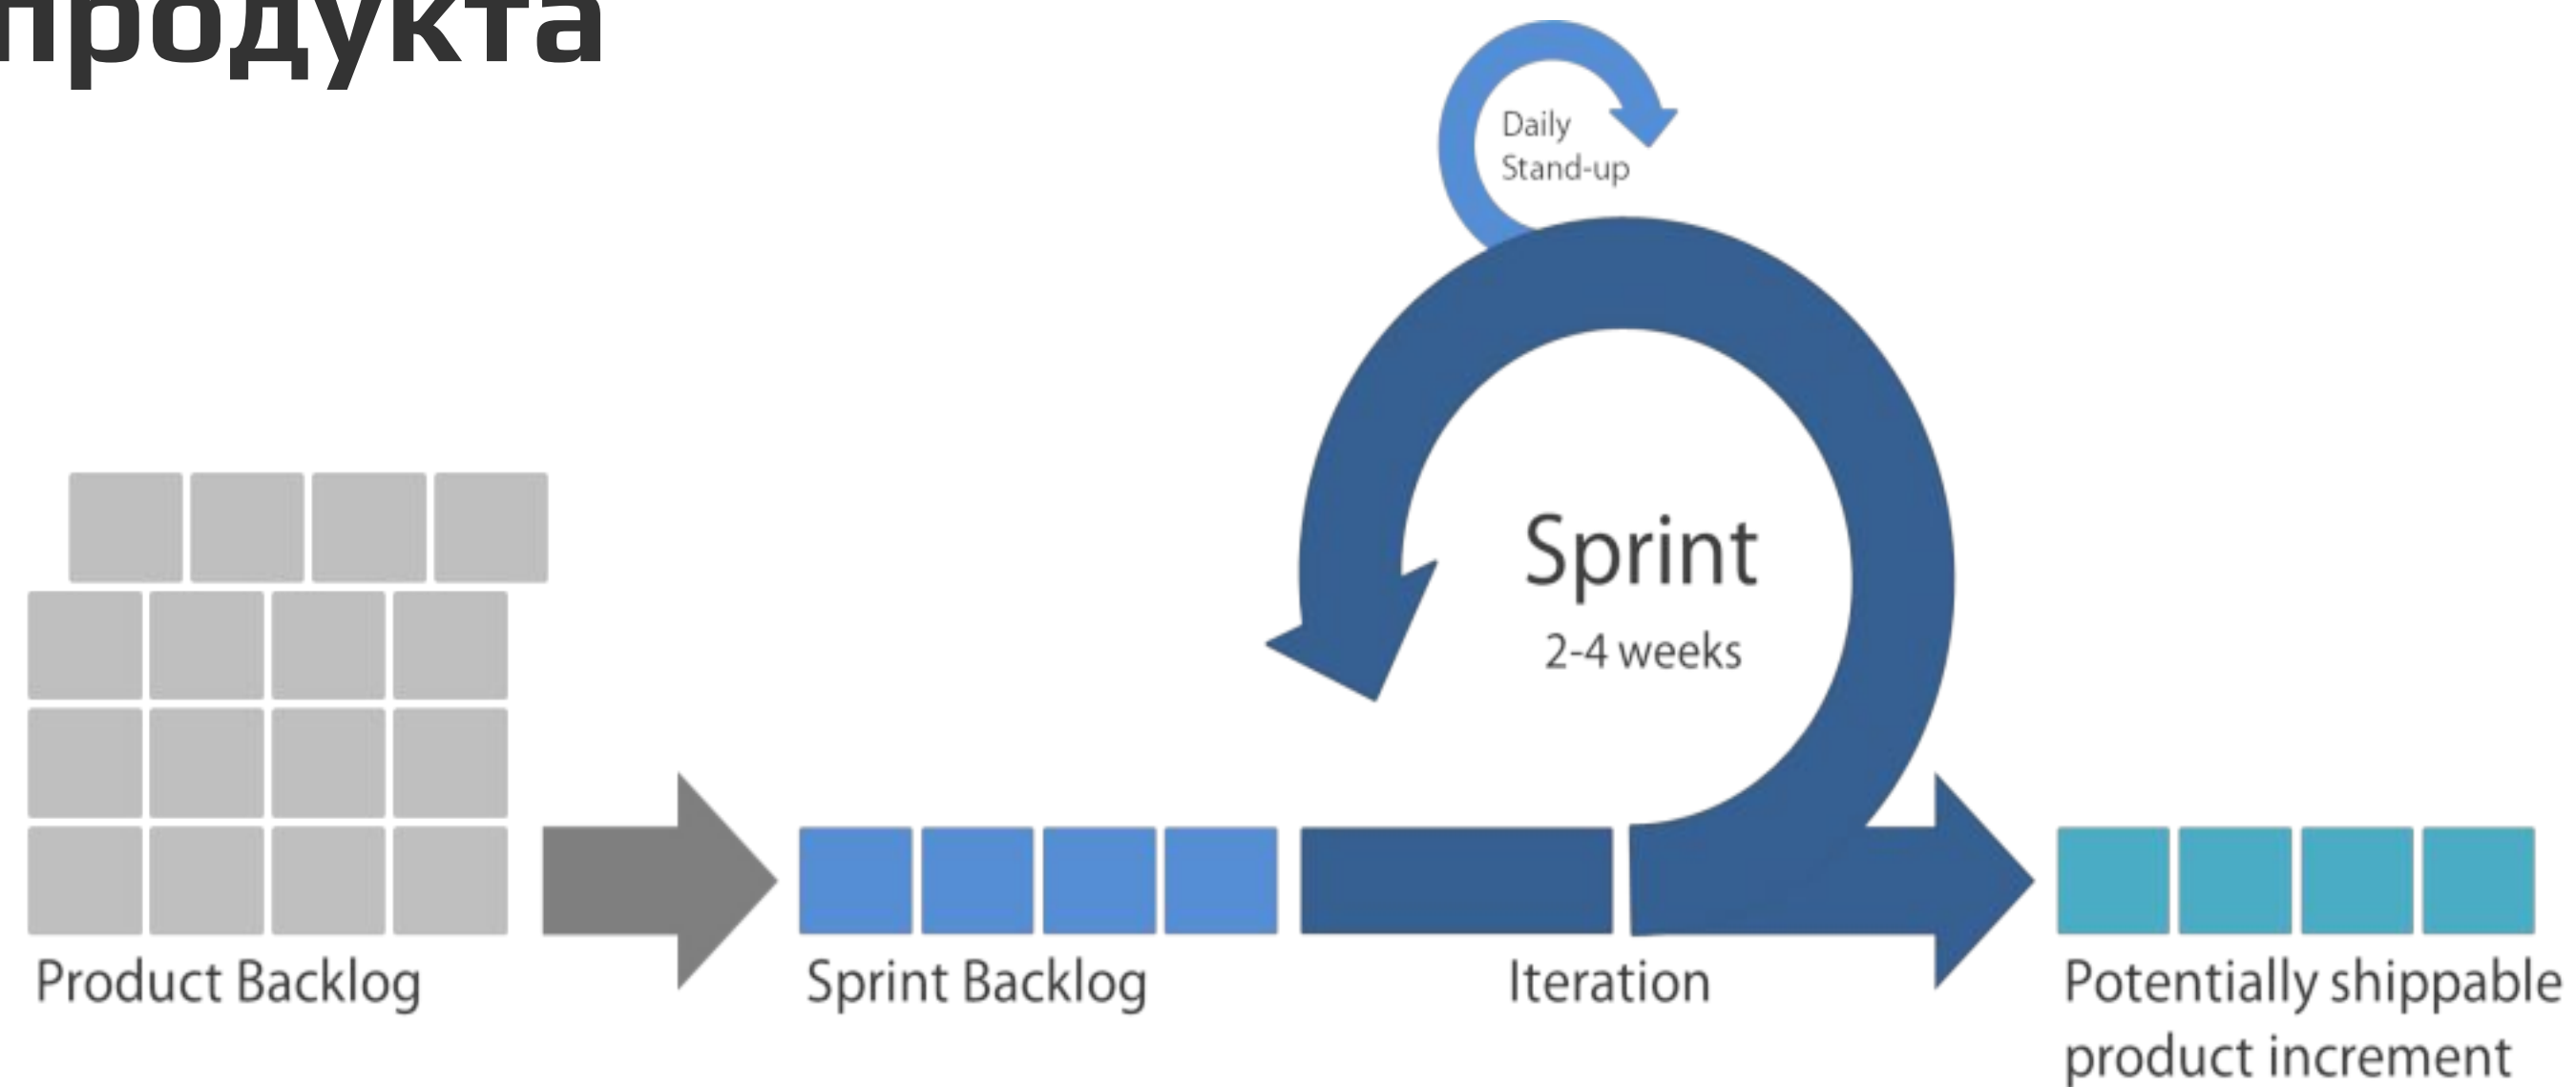 продукта
Daily
Stand-up
Sprint
2-4 weeks
Product Backlog
Sprint Backlog
Iteration
Potentially shippable
product increment